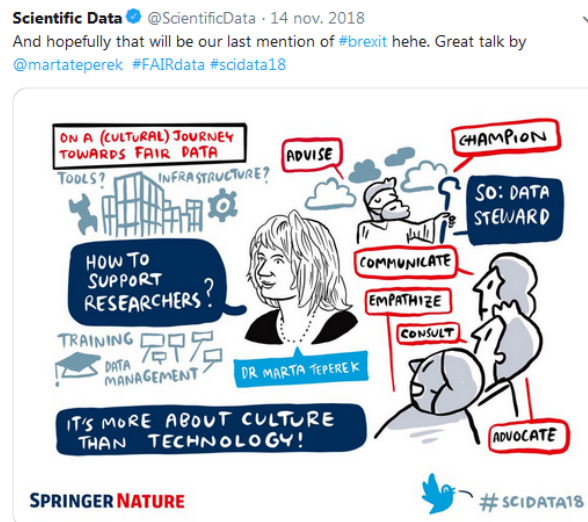 Scientific Data @ScientificData · 14 nov. 2018
And hopefully that will be our last mention of #brexit hehe. Great talk by
@martateperek #FAIRdata #scidata18
ON A (CULTURAL) JOURNEY
TOWARDS FAIR DATA
TOOLS? INFRASTRUCTURE?
ADVISE
CHAMPION
SO: DATA
STEWARD
HOW TO
SUPPORT
RESEARCHERS?
COMMUNICATE
EMPATHIZE
CONSULT
TRAINING
DATA
MANAGEMENT
DR MARTA TEPEREK
IT'S MORE ABOUT CULTURE
THAN TECHNOLOGY!
ADVOCATE
SPRINGER NATURE
#SCIDATA18